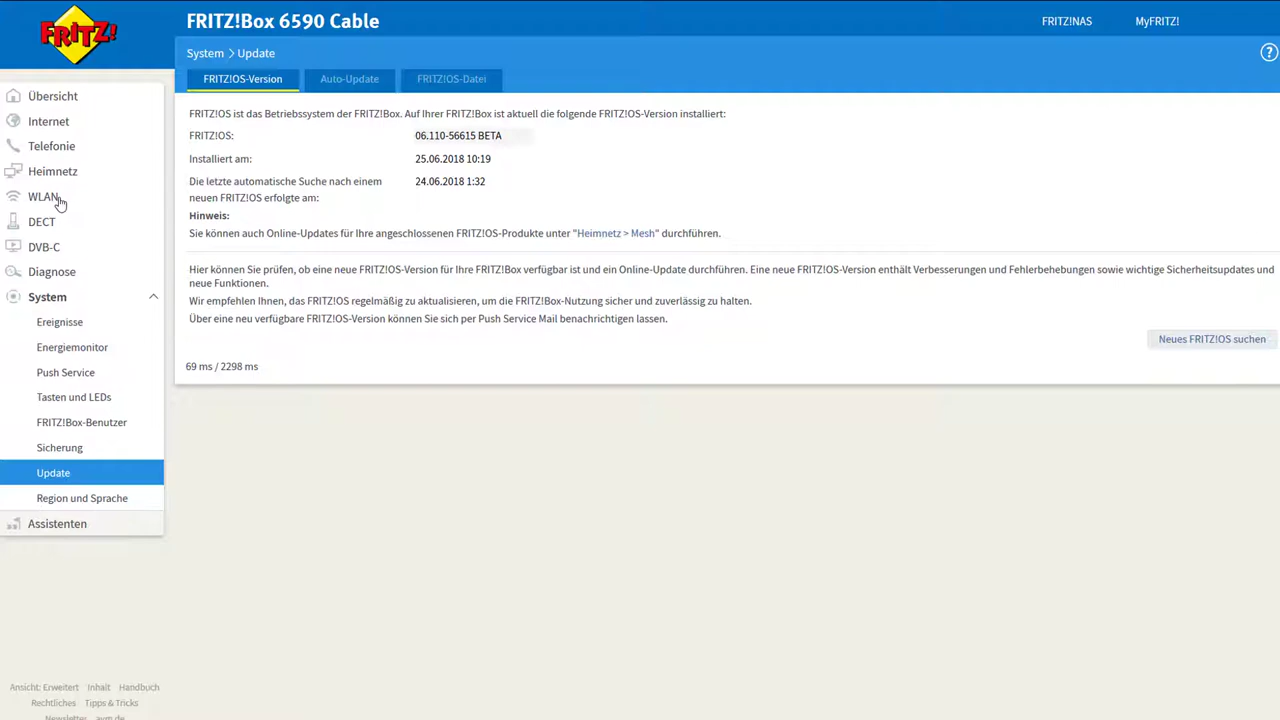 FRITZ!
FRITZ!Box 6590 Cable
FRITZ!NAS
MyFRITZ!
System > Update
?
FRITZ!OS-Version
Auto-Update
FRITZ!OS-Datei
Übersicht
Internet
Telefonie
Heimnetz
WLAN
DECT
DVB-C
Diagnose
System
Ereignisse
Energiemonitor
Push Service
Tasten und LEDs
FRITZ!Box-Benutzer
Sicherung
Update
Region und Sprache
Assistenten
FRITZ!OS ist das Betriebssystem der FRITZ!Box. Auf Ihrer FRITZ!Box ist aktuell die folgende FRITZ!OS-Version installiert:
FRITZ!OS: 06.110-56615 BETA
Installiert am: 25.06.2018 10:19
Die letzte automatische Suche nach einem 24.06.2018 1:32
neuen FRITZ!OS erfolgte am:
Hinweis:
Sie können auch Online-Updates für Ihre angeschlossenen FRITZ!OS-Produkte unter "Heimnetz > Mesh" durchführen.
Hier können Sie prüfen, ob eine neue FRITZ!OS-Version für Ihre FRITZ!Box verfügbar ist und ein Online-Update durchführen. Eine neue FRITZ!OS-Version enthält Verbesserungen und Fehlerbehebungen sowie wichtige Sicherheitsupdates und
neue Funktionen.
Wir empfehlen Ihnen, das FRITZ!OS regelmäßig zu aktualisieren, um die FRITZ!Box-Nutzung sicher und zuverlässig zu halten.
Über eine neu verfügbare FRITZ!OS-Version können Sie sich per Push Service Mail benachrichtigen lassen.
Neues FRITZ!OS suchen
69 ms / 2298 ms
Ansicht: Erweitert Inhalt Handbuch
Rechtliches Tipps & Tricks
Newsletter avm.de